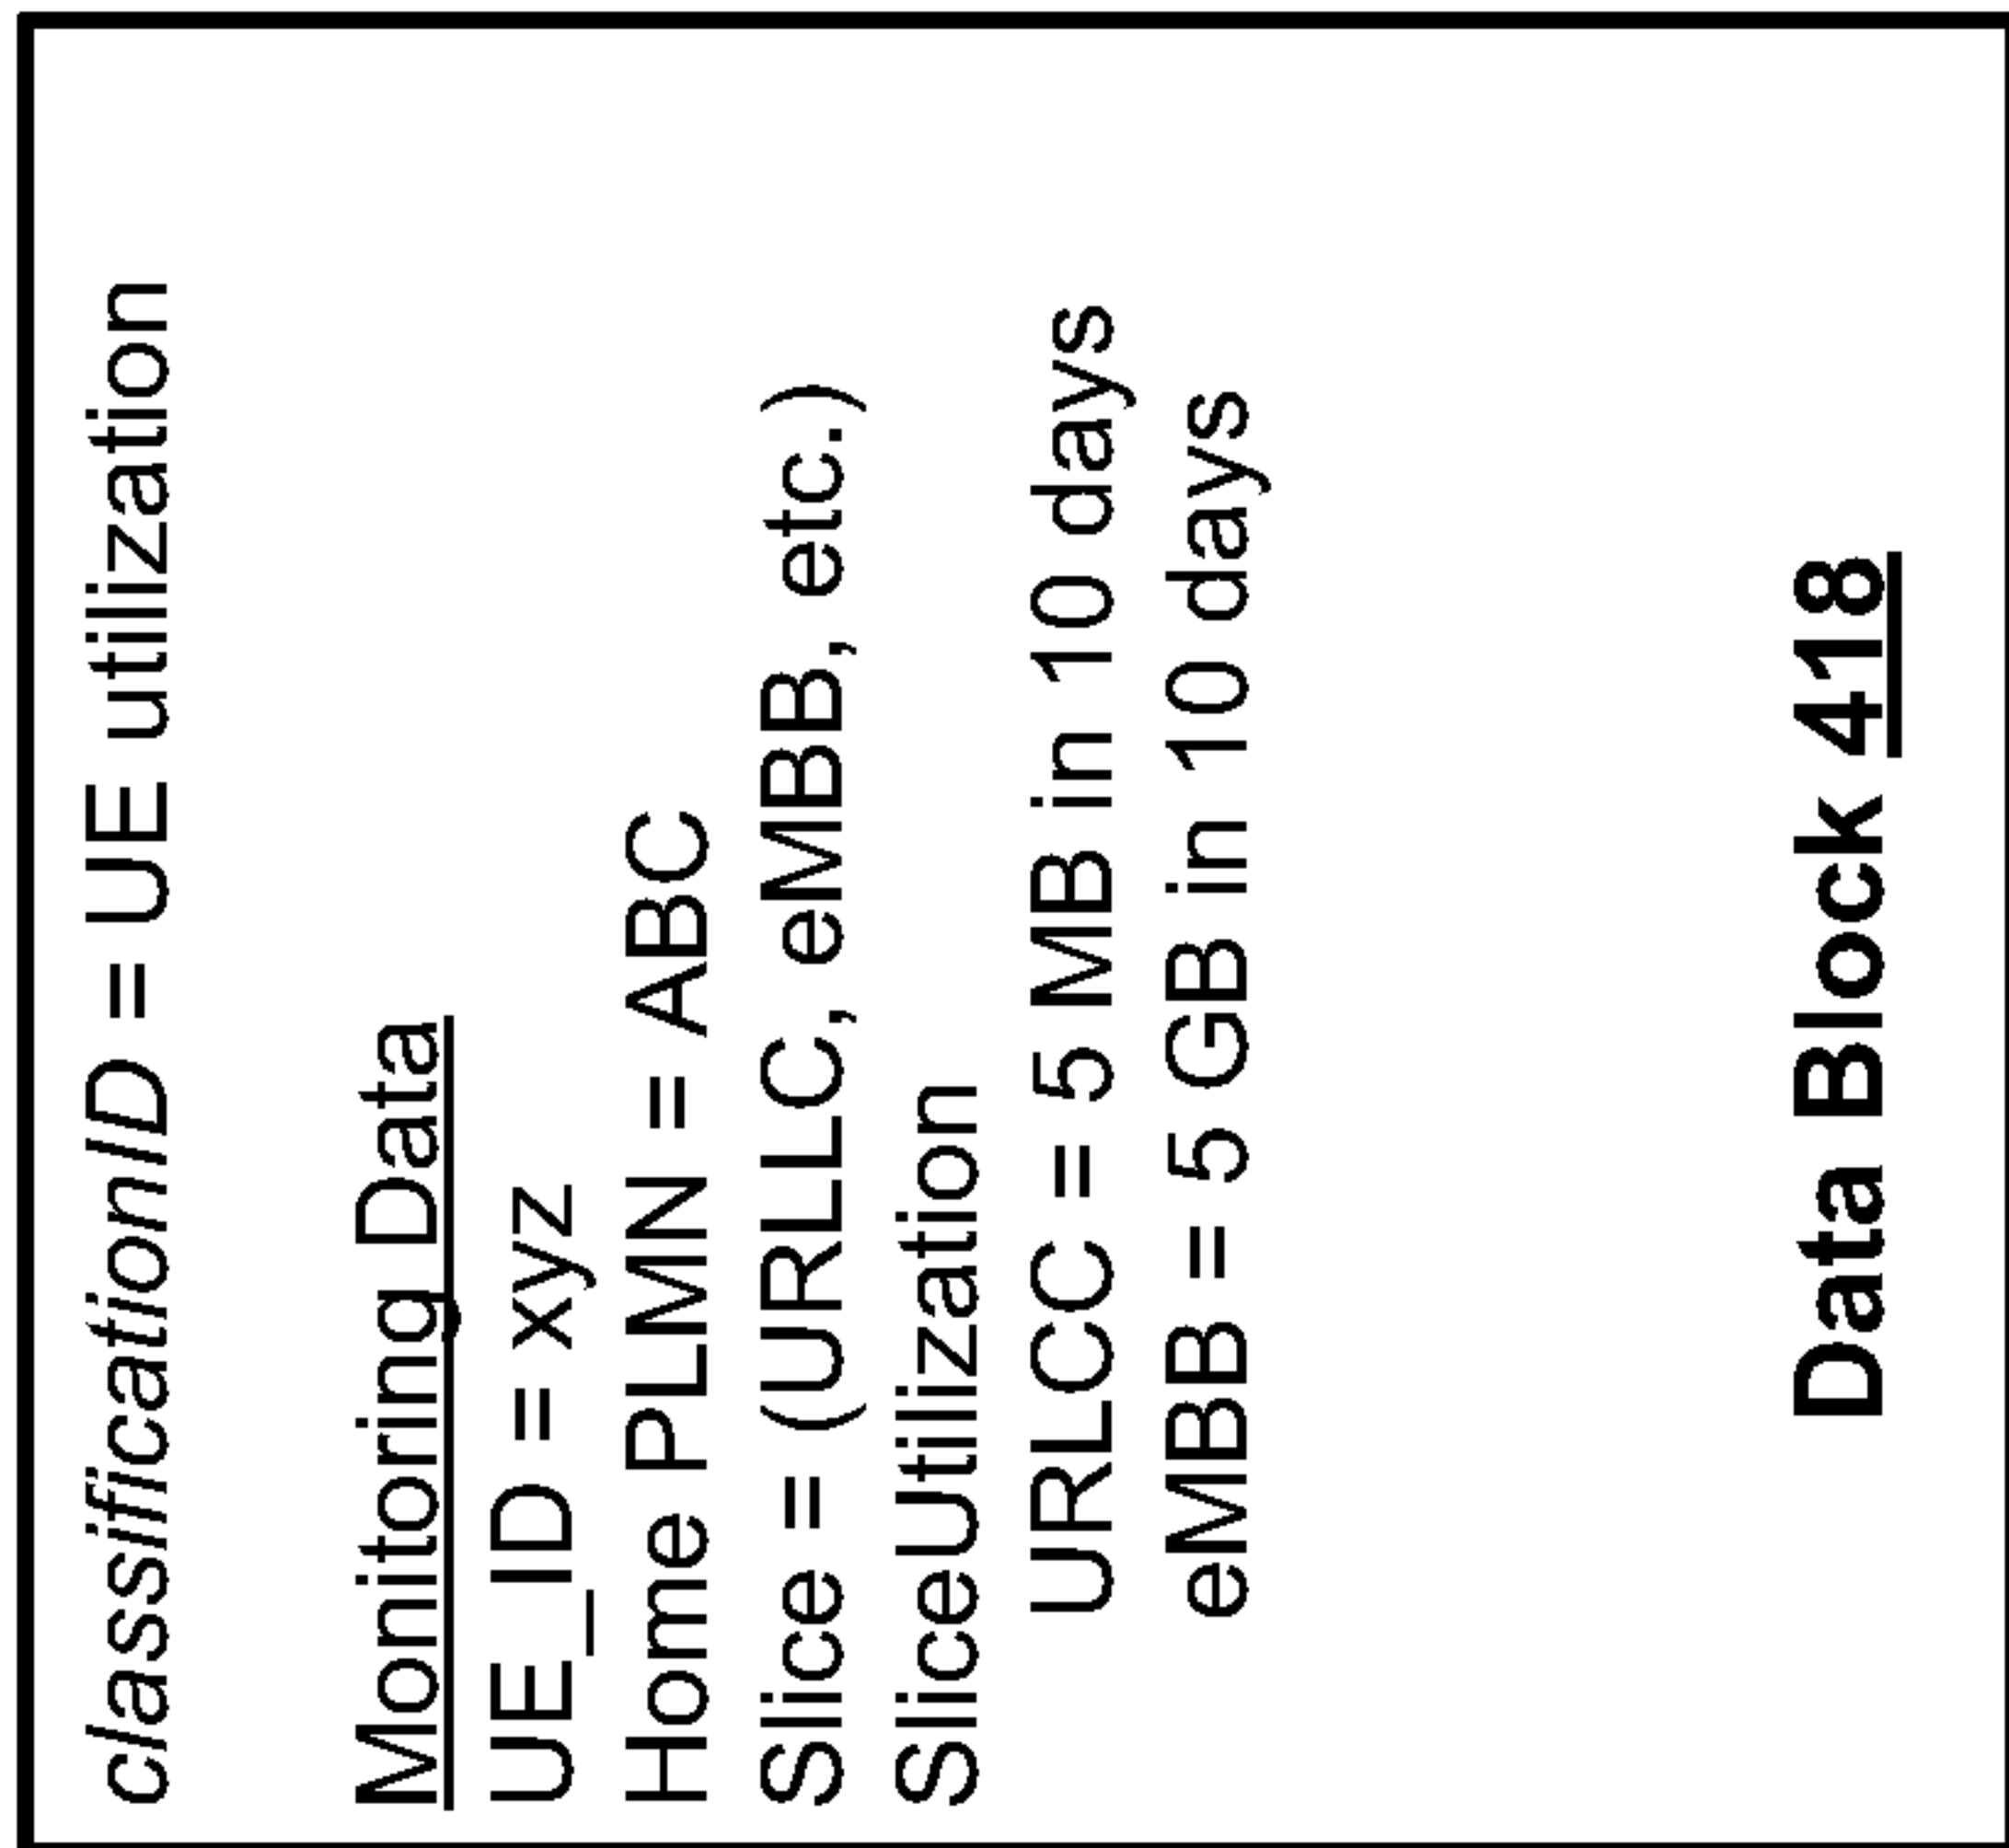 classificationID = UE utilization
Monitoring Data
UE_ID = xyz
Home PLMN = ABC
Slice = (URLLC, eMBB, etc.)
SliceUtilization
URLCC = 5 MB in 10 days
eMBB = 5 GB in 10 days
Data Block 418